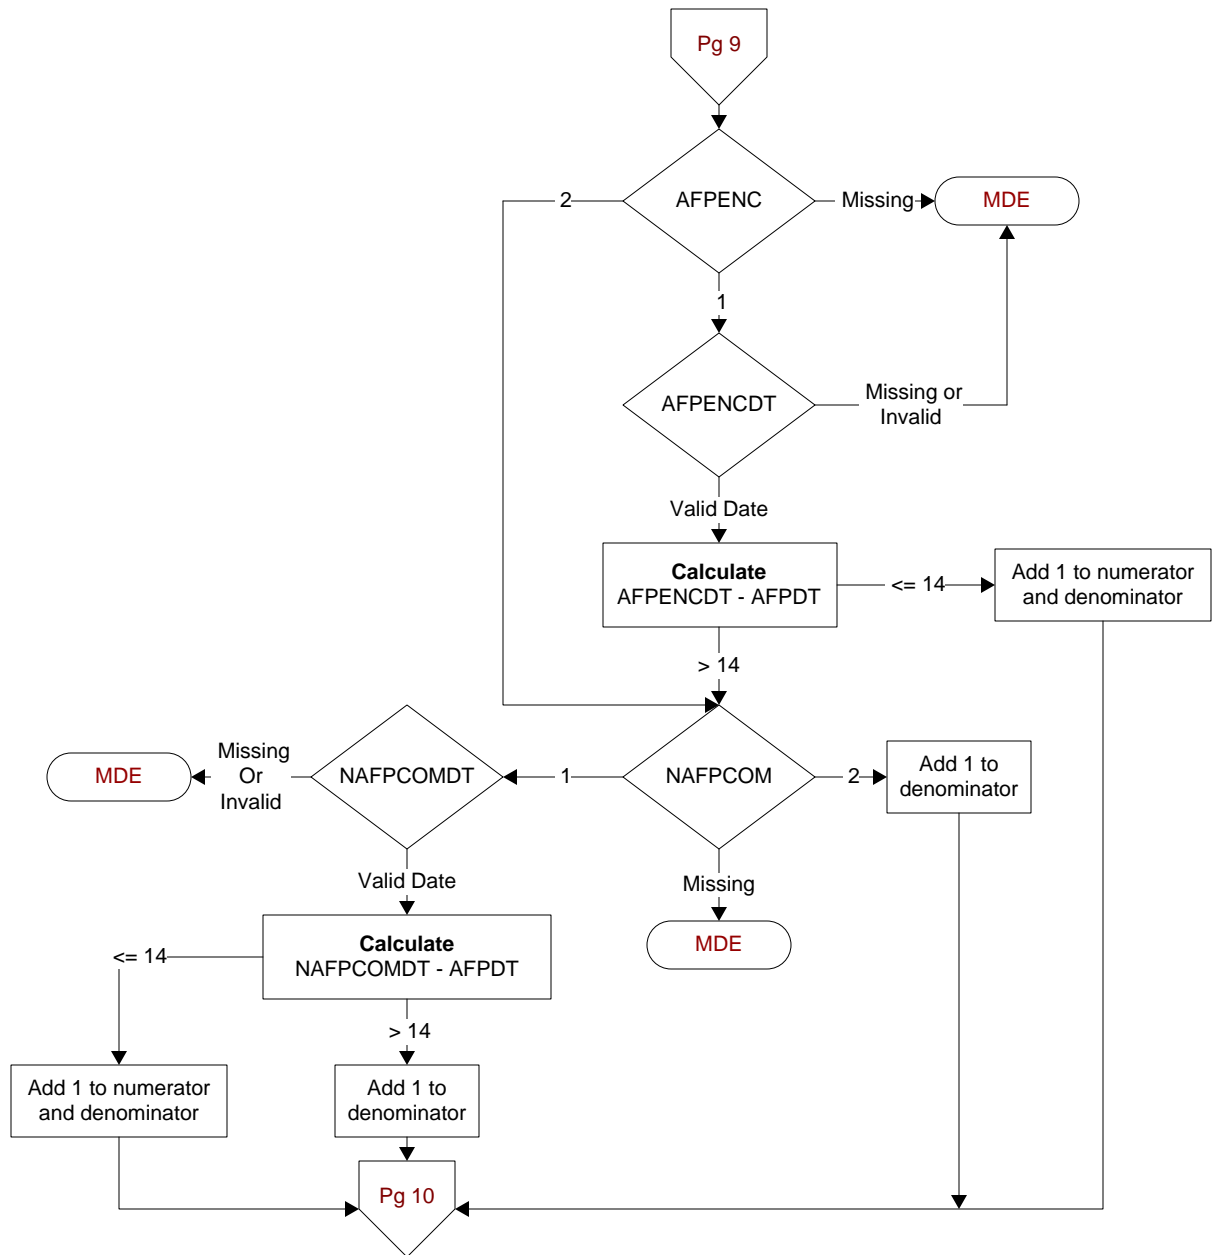 Pg 9
AFPENC
2
Missing
MDE
1
AFPENCDT
Missing or
Invalid
Valid Date
Calculate
AFPENCDT - AFPDT
<= 14
Add 1 to numerator
and denominator
> 14
NAFPCOM
1
2
Add 1 to
denominator
NAFPCOMDT
Missing
Or
Invalid
MDE
Missing
MDE
Valid Date
Calculate
NAFPCOMDT - AFPDT
<= 14
> 14
Add 1 to numerator
and denominator
Add 1 to
denominator
Pg 10